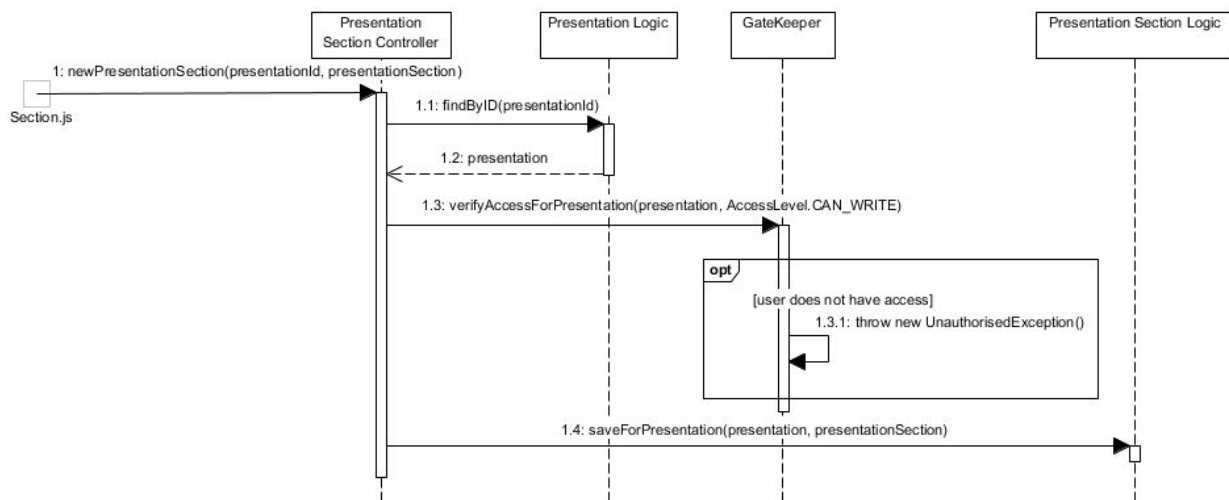 Presentation
Section Controller
Presentation Logic
GateKeeper
Presentation Section Logic
1: newPresentationSection(presentationId, presentationSection)
Section.js
1.1: findByID(presentationId)
1.2: presentation
1.3: verifyAccessForPresentation(presentation, AccessLevel.CAN_WRITE)
opt
[user does not have access]
1.3.1: throw new UnauthorisedException()
1.4: saveForPresentation(presentation, presentationSection)